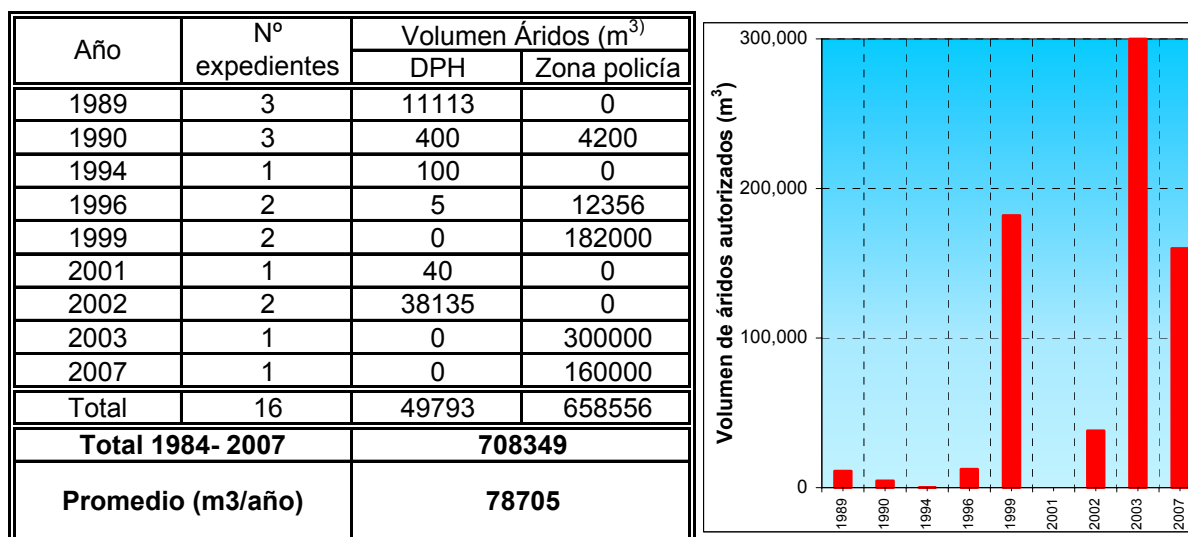 Año Nº expedientes Volumen Áridos (m3)
DPH Zona policía
1989 3 11113 0
1990 3 400 4200
1994 1 100 0
1996 2 5 12356
1999 2 0 182000
2001 1 40 0
2002 2 38135 0
2003 1 0 300000
2007 1 0 160000
Total 16 49793 658556
Total 1984- 2007 708349
Promedio (m3/año) 78705
Volumen de áridos autorizados (m3)
300,000
200,000
100,000
0
1989 1990 1994 1996 1999 2001 2002 2003 2007